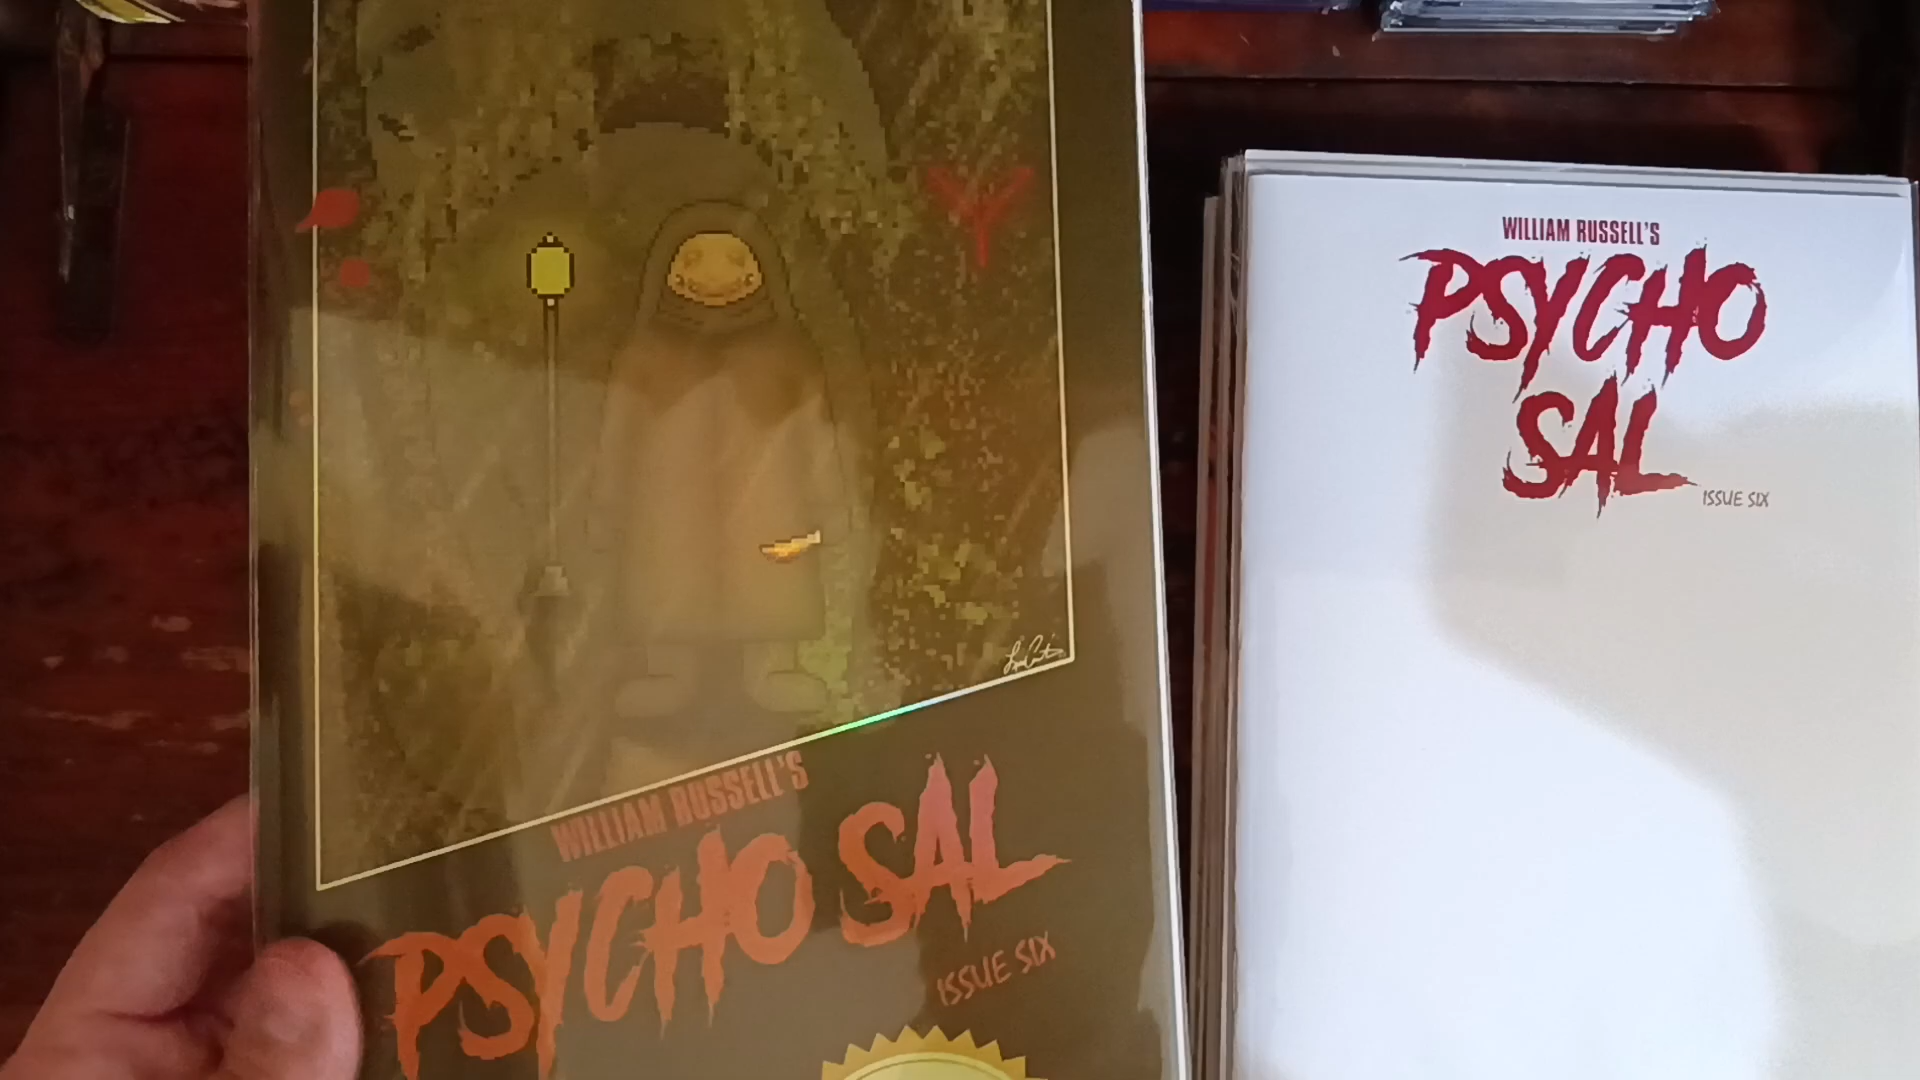 WILLIAM RUSSELL'S
PSYCHO SAL
ISSUE SIX
WILLIAM RUSSELL'S
PSYCHO
SAL
ISSUE SIX